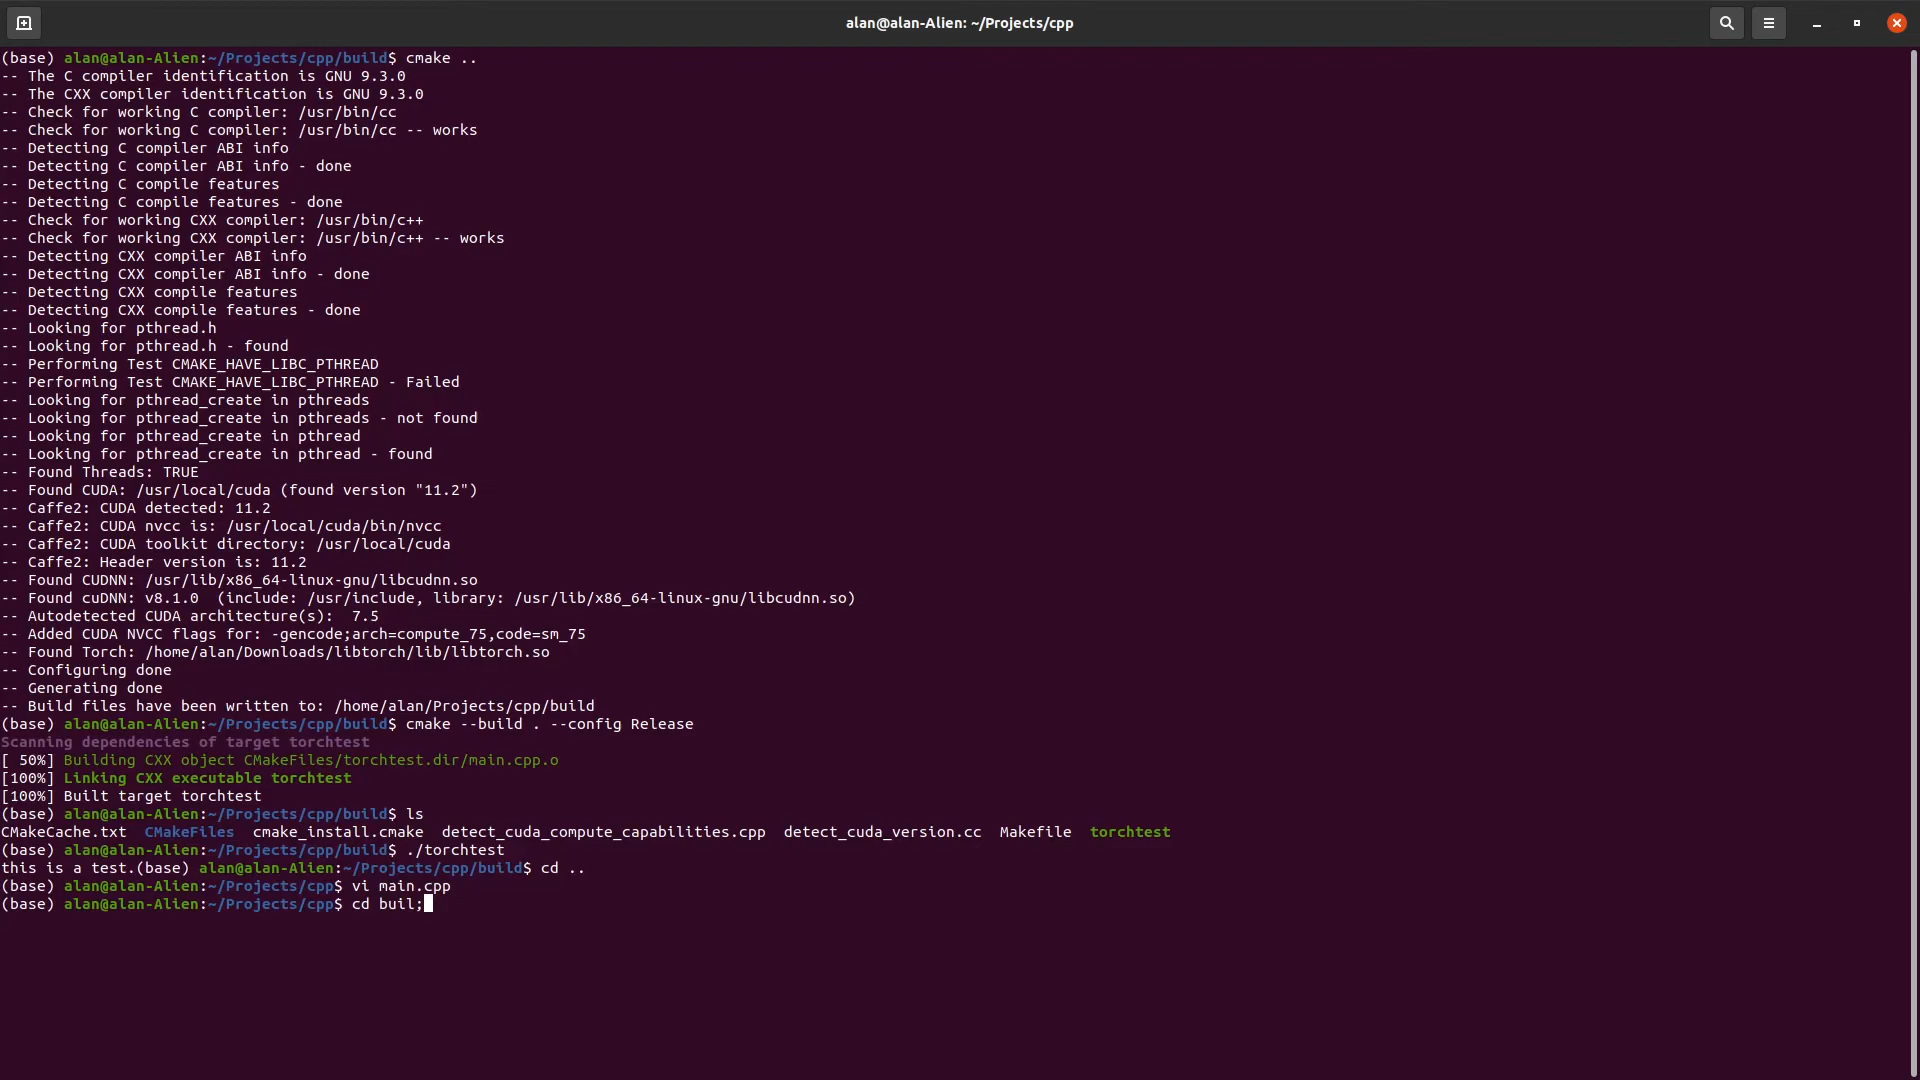 alan@alan-Alien: ~/Projects/cpp
(base) alan@alan-Alien:~/Projects/cpp/build$ cmake ..
-- The C compiler identification is GNU 9.3.0
-- The CXX compiler identification is GNU 9.3.0
-- Check for working C compiler: /usr/bin/cc
-- Check for working C compiler: /usr/bin/cc -- works
-- Detecting C compiler ABI info
-- Detecting C compiler ABI info - done
-- Detecting C compile features
-- Detecting C compile features - done
-- Check for working CXX compiler: /usr/bin/c++
-- Check for working CXX compiler: /usr/bin/c++ -- works
-- Detecting CXX compiler ABI info
-- Detecting CXX compiler ABI info - done
-- Detecting CXX compile features
-- Detecting CXX compile features - done
-- Looking for pthread.h
-- Looking for pthread.h - found
-- Performing Test CMAKE_HAVE_LIBC_PTHREAD
-- Performing Test CMAKE_HAVE_LIBC_PTHREAD - Failed
-- Looking for pthread_create in pthreads
-- Looking for pthread_create in pthreads - not found
-- Looking for pthread_create in pthread
-- Looking for pthread_create in pthread - found
-- Found Threads: TRUE
-- Found CUDA: /usr/local/cuda (found version "11.2")
-- Caffe2: CUDA detected: 11.2
-- Caffe2: CUDA nvcc is: /usr/local/cuda/bin/nvcc
-- Caffe2: CUDA toolkit directory: /usr/local/cuda
-- Caffe2: Header version is: 11.2
-- Found CUDNN: /usr/lib/x86_64-linux-gnu/libcudnn.so
-- Found cuDNN: v8.1.0  (include: /usr/include, library: /usr/lib/x86_64-linux-gnu/libcudnn.so)
-- Autodetected CUDA architecture(s):  7.5
-- Added CUDA NVCC flags for: -gencode;arch=compute_75,code=sm_75
-- Found Torch: /home/alan/Downloads/libtorch/lib/libtorch.so
-- Configuring done
-- Generating done
-- Build files have been written to: /home/alan/Projects/cpp/build
(base) alan@alan-Alien:~/Projects/cpp/build$ cmake --build . --config Release
Scanning dependencies of target torchtest
[ 50%] Building CXX object CMakeFiles/torchtest.dir/main.cpp.o
[100%] Linking CXX executable torchtest
[100%] Built target torchtest
(base) alan@alan-Alien:~/Projects/cpp/build$ ls
CMakeCache.txt  CMakeFiles  cmake_install.cmake  detect_cuda_compute_capabilities.cpp  detect_cuda_version.cc  Makefile  torchtest
(base) alan@alan-Alien:~/Projects/cpp/build$ ./torchtest
this is a test.(base) alan@alan-Alien:~/Projects/cpp/build$ cd ..
(base) alan@alan-Alien:~/Projects/cpp$ vi main.cpp
(base) alan@alan-Alien:~/Projects/cpp$ cd buil;